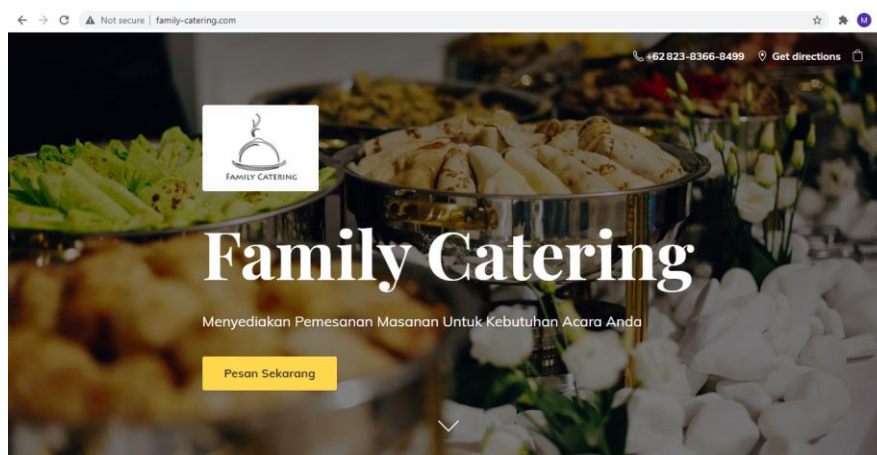 Not secure | family-catering.com
M
+62 823-8366-8499 Get directions
FAMILY CATERING
Family Catering
Menyediakan Pemesanan Masanan Untuk Kebutuhan Acara Anda
Pesan Sekarang